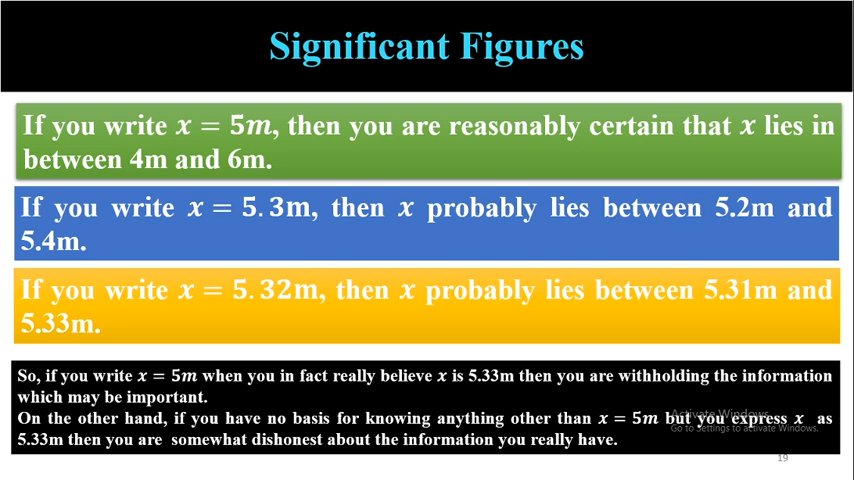 Significant Figures
If you write x = 5m, then you are reasonably certain that x lies in
between 4m and 6m.
If you write x = 5.3m, then x probably lies between 5.2m and
5.4m.
If you write x = 5.32m, then x probably lies between 5.31m and
5.33m.
So, if you write x = 5m when you in fact really believe x is 5.33m then you are withholding the information
which may be important.
On the other hand, if you have no basis for knowing anything other than x = 5m but you express x as
5.33m then you are somewhat dishonest about the information you really have.
Activate Windows
Go to Settings to activate Windows.
19